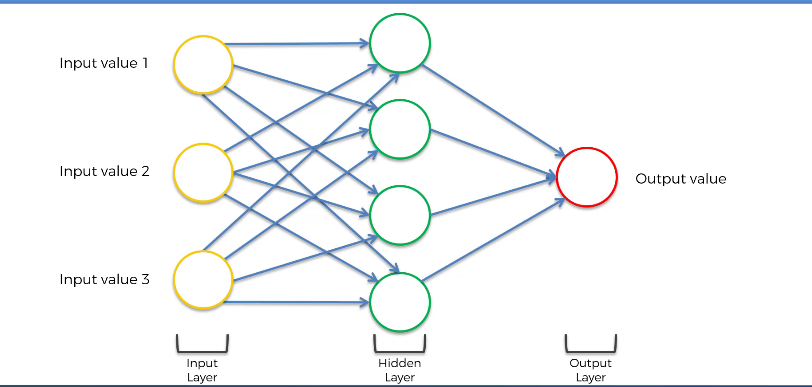 Input value 1
Input value 2
Input value 3
Output value
Input
Layer
Hidden
Layer
Output
Layer